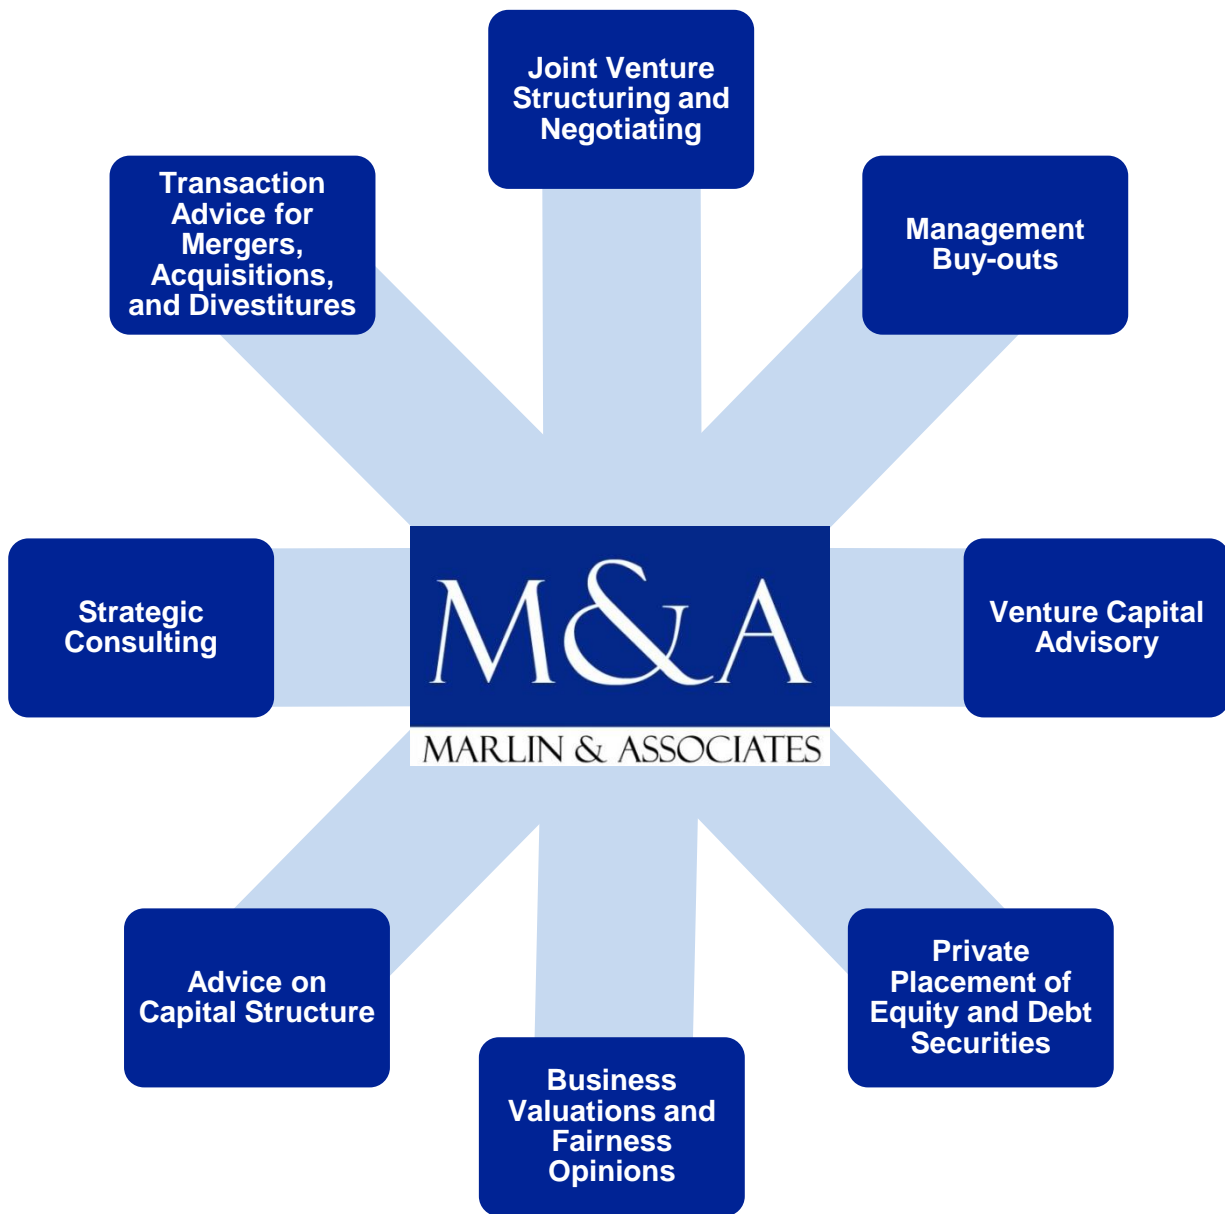 Joint Venture
Structuring and
Negotiating
Transaction
Advice for
Mergers,
Acquisitions,
and Divestitures
Management
Buy-outs
Strategic
Consulting
M&A
MARLIN & ASSOCIATES
Venture Capital
Advisory
Advice on
Capital Structure
Private
Placement of
Equity and Debt
Securities
Business
Valuations and
Fairness
Opinions